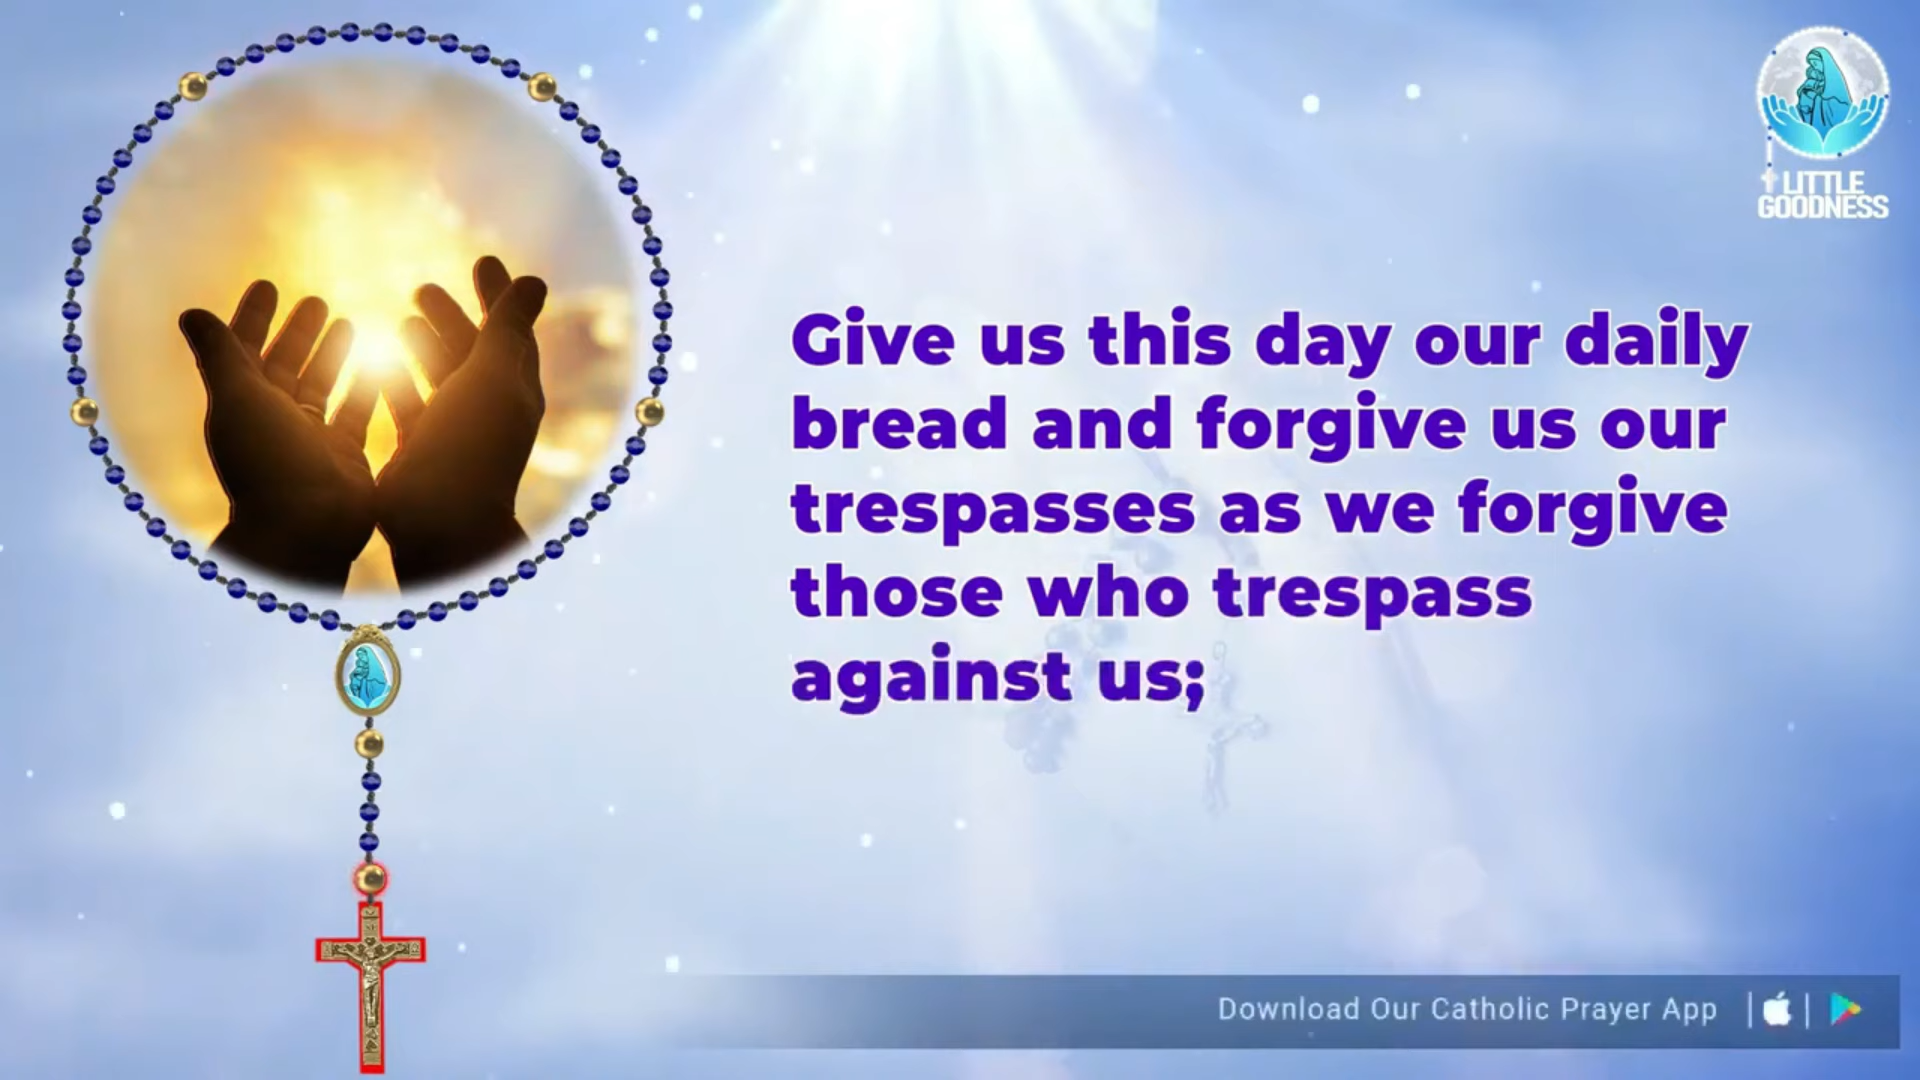 LITTLE
GOODNESS
Give us this day our daily
bread and forgive us our
trespasses as we forgive
those who trespass
against us;
Download Our Catholic Prayer App